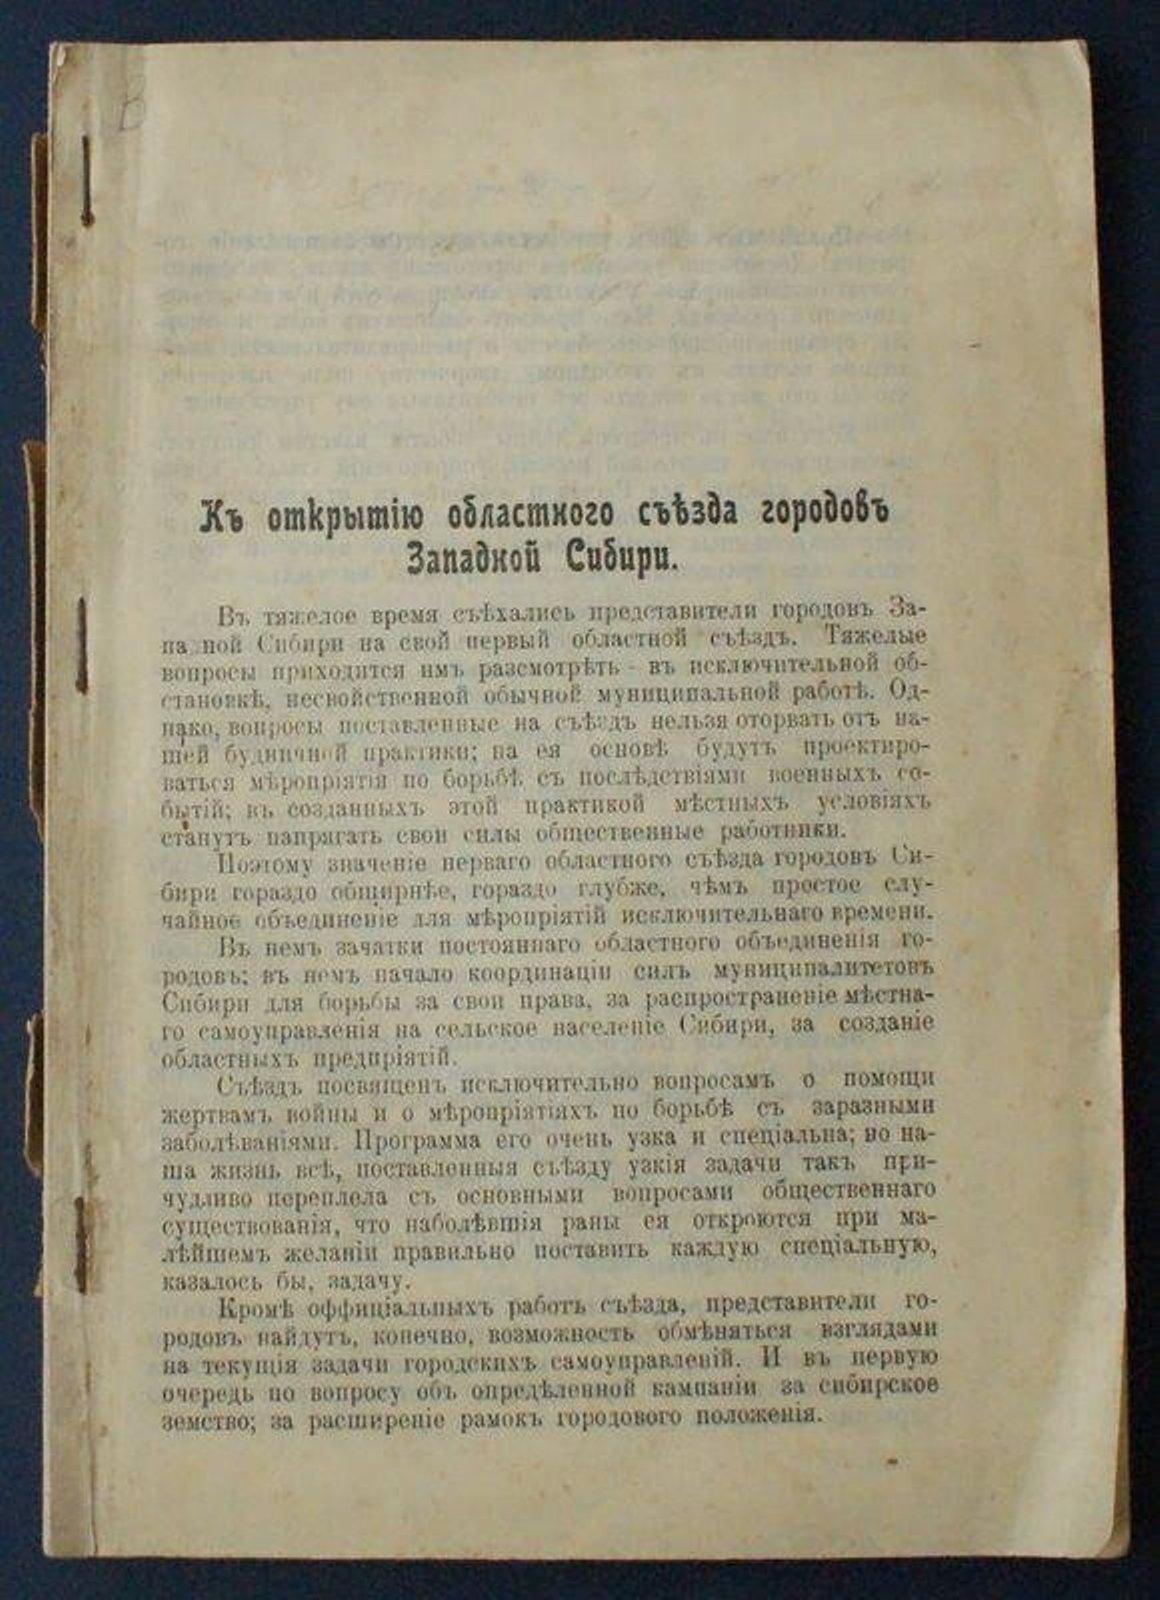 Къ открытію областного съѣзда городовъ
Западной Сибири.
Въ тяжелое время съѣхались представители городовъ За-
падной Сибири на свой первый областной съѣздъ. Тяжелые
вопросы приходится имъ разсмотрѣть - въ исключительной об-
становкѣ, несвойственной обычной муниципальной работѣ. Од-
нако, вопросы поставленные на съѣздъ нельзя оторвать отъ на-
шей будничной практики; на ея основѣ будутъ проектиро-
ваться мѣропріятія по борьбѣ съ послѣдствіями военныхъ со-
бытій; въ созданныхъ этой практикой мѣстныхъ условіяхъ
станутъ напрягать свои силы общественные работники.
Поэтому значеніе перваго областного съѣзда городовъ Си-
бири гораздо обширнѣе, гораздо глубже, чѣмъ простое слу-
чайное объединеніе для мѣропріятій исключительнаго времени.
Въ немъ зачатки постояннаго областного объединенія го-
родовъ; въ немъ начало координаціи силъ муниципалитетовъ
Сибири для борьбы за свои права, за распространеніе мѣстна-
го самоуправленія на сельское населеніе Сибири, за созданіе
областныхъ предпріятій.
Съѣздъ посвященъ исключительно вопросамъ о помощи
жертвамъ войны и о мѣропріятіяхъ по борьбѣ съ заразными
заболѣваніями. Программа его очень узка и спеціальна; но на-
ша жизнь всѣ, поставленныя съѣзду узкія задачи такъ при-
чудливо переплела съ основными вопросами общественнаго
существованія, что наболѣвшія раны ея откроются при ма-
лѣйшемъ желаніи правильно поставить каждую спеціальную,
казалось бы, задачу.
Кромѣ оффиціальныхъ работъ съѣзда, представители го-
родовъ найдутъ, конечно, возможность обмѣняться взглядами
на текущія задачи городскихъ самоуправленій. И въ первую
очередь по вопросу объ опредѣленной кампаніи за сибирское
земство; за расширеніе рамокъ городового положенія.